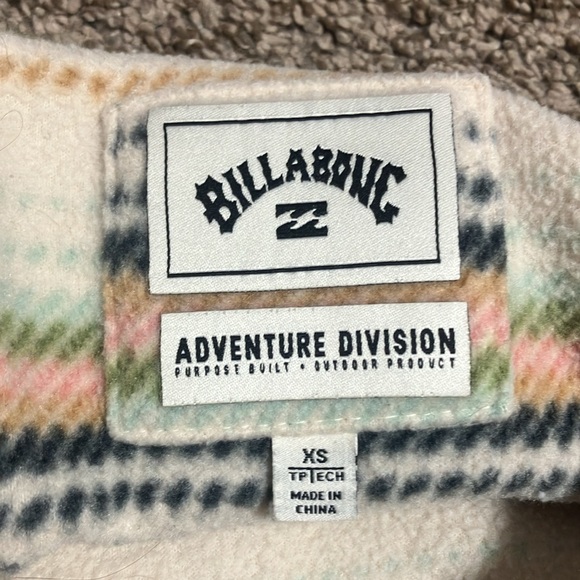 BILLABONG
ADVENTURE DIVISION
PURPOSE BUILT • OUTDOOR PRODUCT
XS
TP TECH
MADE IN
CHINA